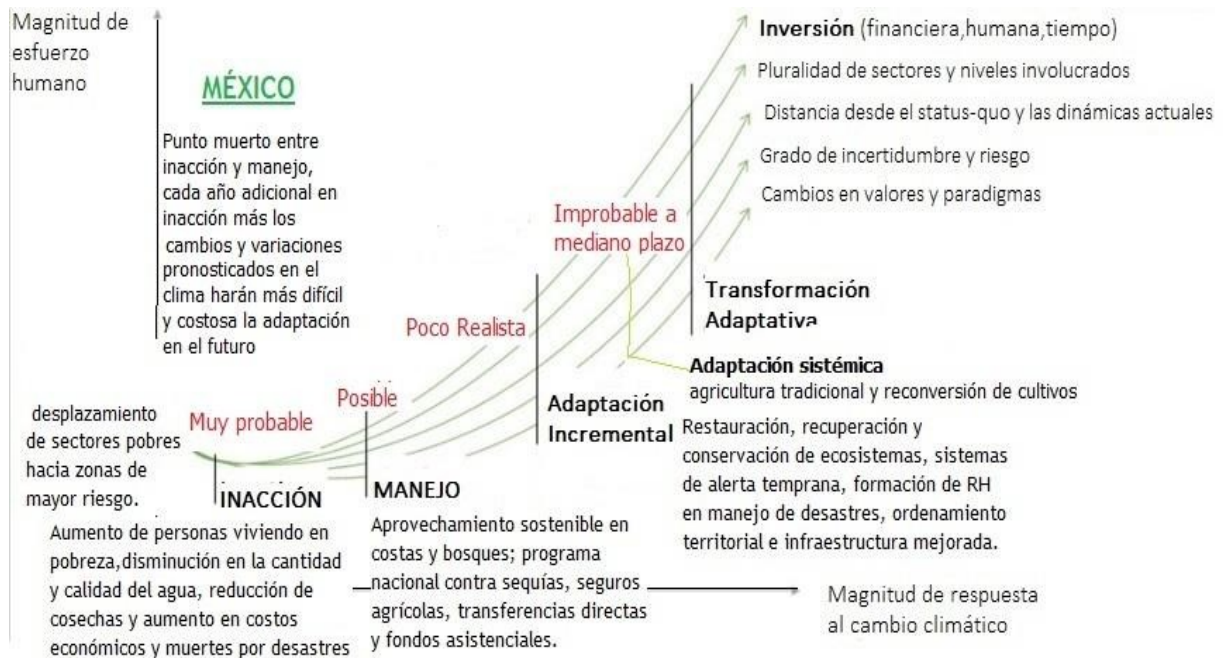 Magnitud de
esfuerzo
humano
MÉXICO
Punto muerto entre
inacción y manejo,
cada año adicional en
inacción más los
cambios y variaciones
pronosticados en el
clima harán más difícil
y costosa la adaptación
en el futuro
Inversión (financiera,humana,tiempo)
Pluralidad de sectores y niveles involucrados
Distancia desde el status-quo y las dinámicas actuales
Grado de incertidumbre y riesgo
Cambios en valores y paradigmas
Improbable a
mediano plazo
Poco Realista
Posible
Muy probable
desplazamiento
de sectores pobres
hacia zonas de
mayor riesgo.
INACCIÓN
Aumento de personas viviendo en
pobreza,disminución en la cantidad
y calidad del agua, reducción de
cosechas y aumento en costos
económicos y muertes por desastres
MANEJO
Aprovechamiento sostenible en
costas y bosques; programa
nacional contra sequías, seguros
agrícolas, transferencias directas
y fondos asistenciales.
Adaptación
Incremental
Transformación
Adaptativa
Adaptación sistémica
agricultura tradicional y reconversión de cultivos
Restauración, recuperación y
conservación de ecosistemas, sistemas
de alerta temprana, formación de RH
en manejo de desastres, ordenamiento
territorial e infraestructura mejorada.
Magnitud de respuesta
al cambio climático